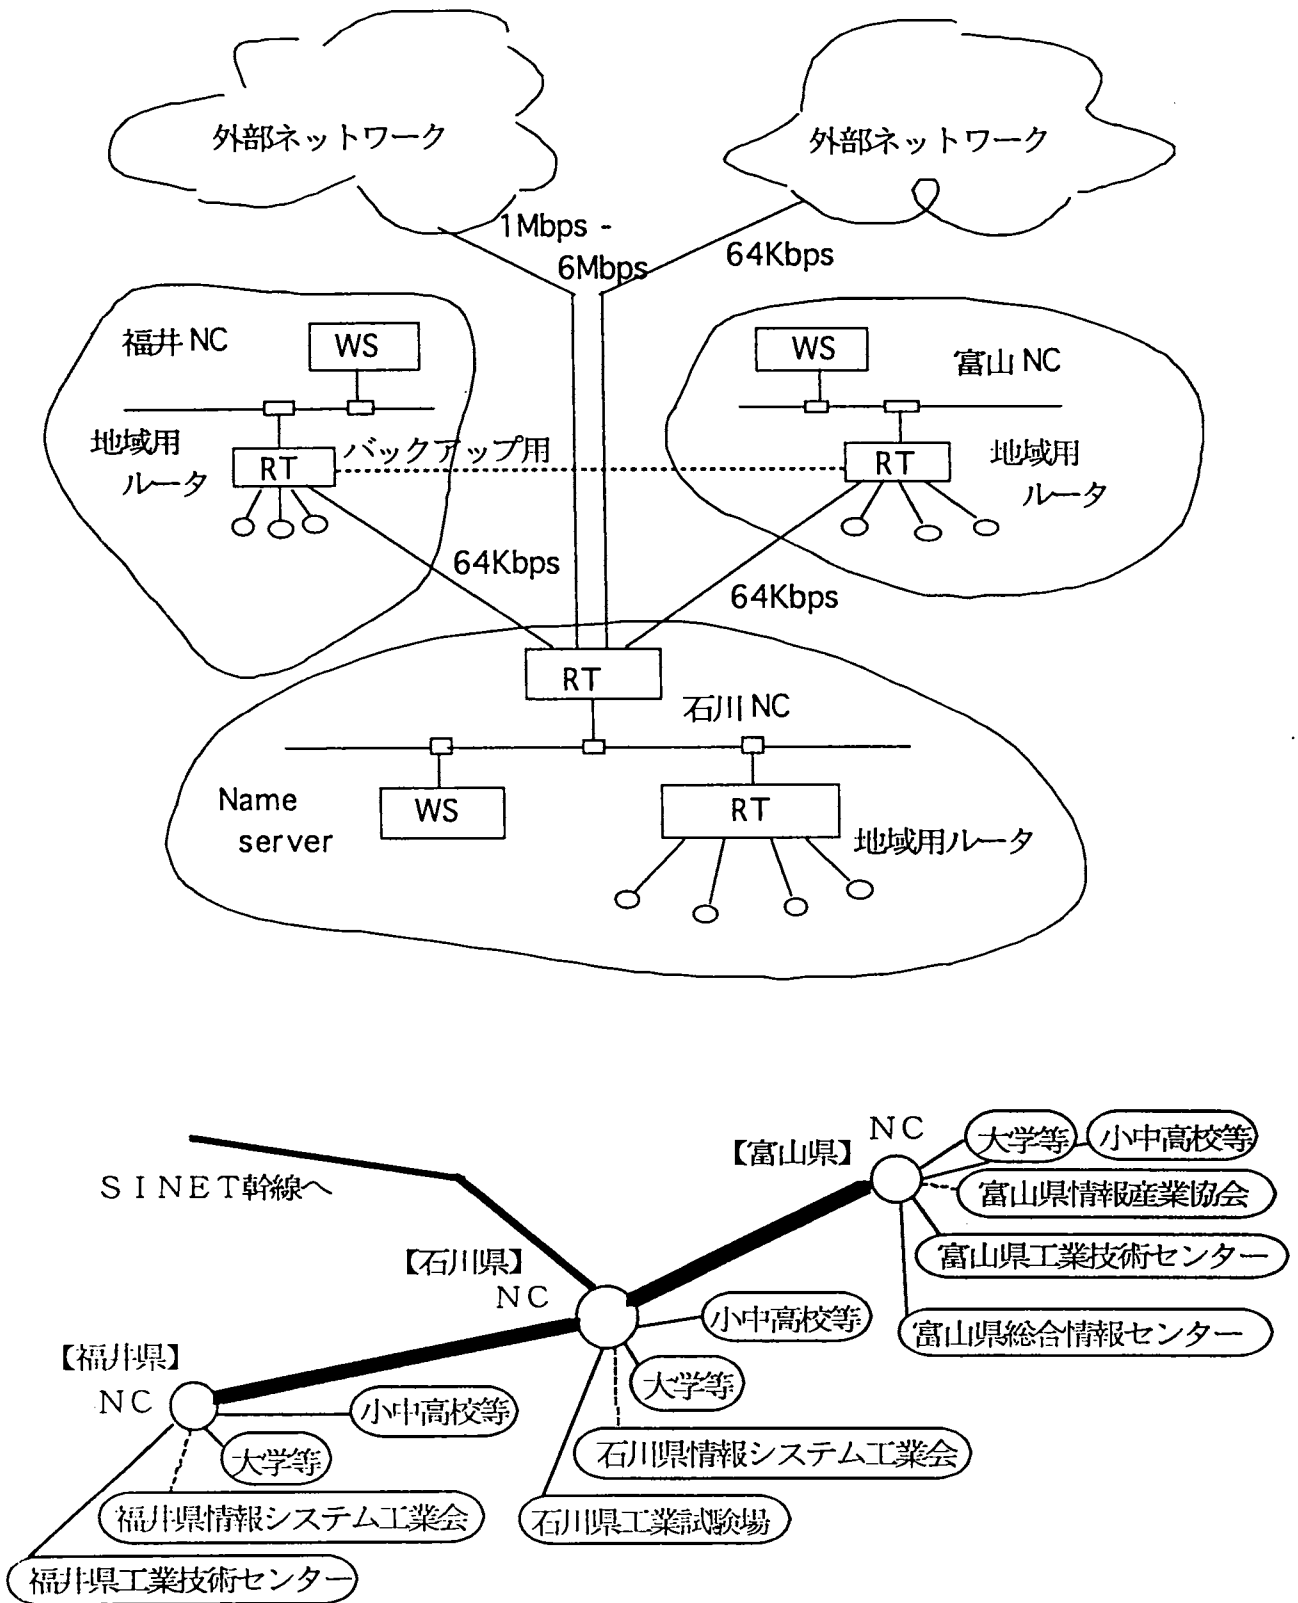 外部ネットワーク
外部ネットワーク
1Mbps -
6Mbps
64Kbps
福井 NC
WS
WS
富山 NC
地域用
ルータ
RT
バックアップ用
RT
地域用
ルータ
64Kbps
64Kbps
RT
石川 NC
Name
server
WS
RT
地域用ルータ
ＳＩＮＥＴ幹線へ
【富山県】
ＮＣ
大学等
小中高校等
富山県情報産業協会
富山県工業技術センター
富山県総合情報センター
【石川県】
ＮＣ
小中高校等
大学等
石川県情報システム工業会
石川県工業試験場
【福井県】
ＮＣ
小中高校等
大学等
福井県情報システム工業会
福井県工業技術センター